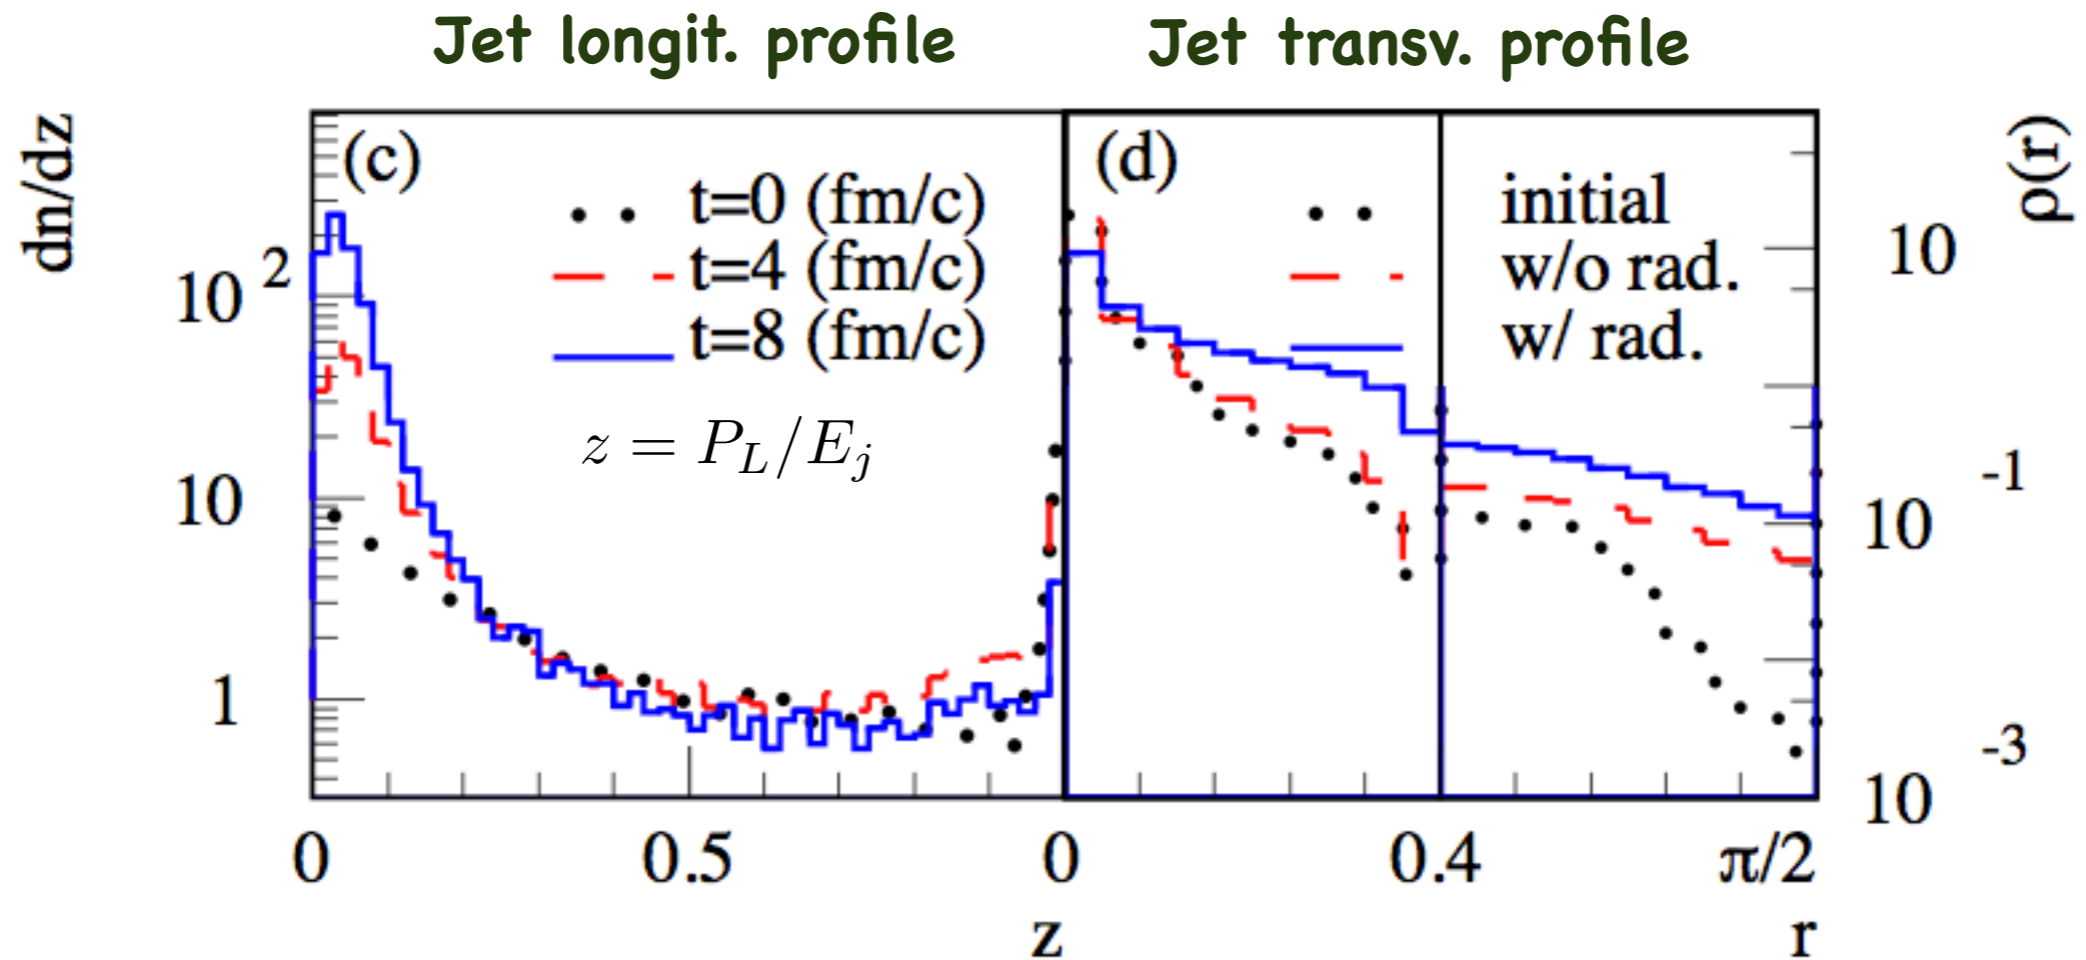 Jet longit. profile
Jet transv. profile
dn/dz
(c)
t=0 (fm/c)
t=4 (fm/c)
t=8 (fm/c)
z = P_L/E_j
10 2
10
1
0
0.5
z
(d)
initial
w/o rad.
w/ rad.
ρ(r)
10
10 -1
10 -3
0
0.4
π/2
r